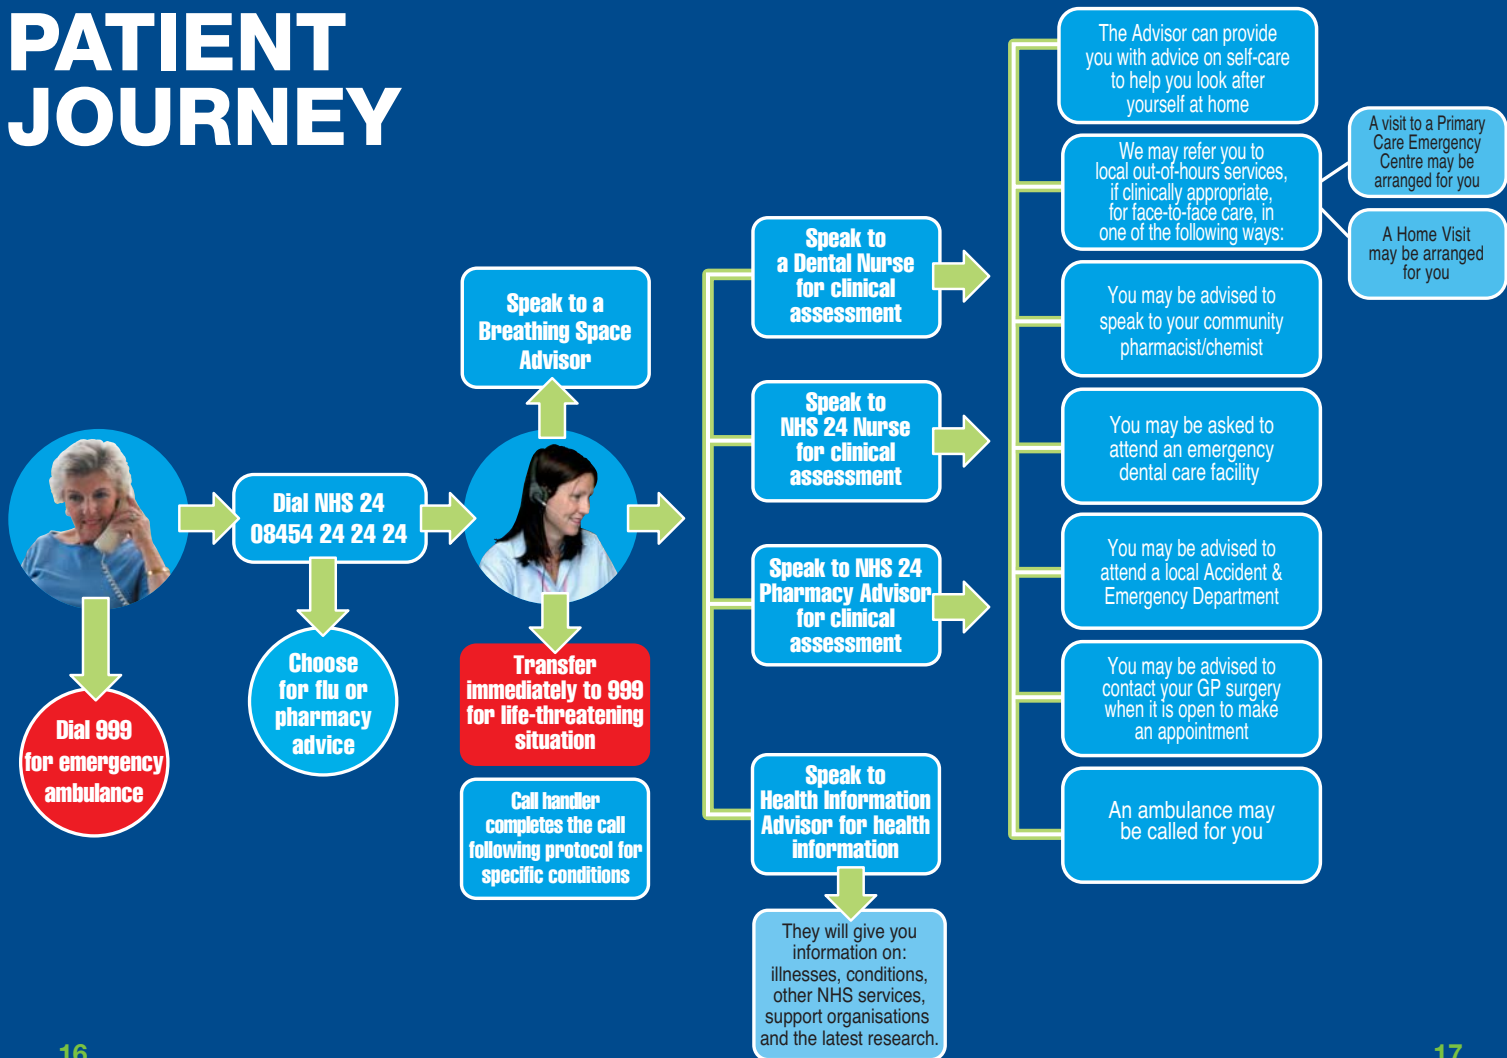 PATIENT
JOURNEY
Dial 999
for emergency
ambulance
Dial NHS 24
08454 24 24 24
Choose
for flu or
pharmacy
advice
Speak to a
Breathing Space
Advisor
Transfer
immediately to 999
for life-threatening
situation
Call handler
completes the call
following protocol for
specific conditions
Speak to
a Dental Nurse
for clinical
assessment
Speak to
NHS 24 Nurse
for clinical
assessment
Speak to NHS 24
Pharmacy Advisor
for clinical
assessment
Speak to
Health Information
Advisor for health
information
They will give you
information on:
illnesses, conditions,
other NHS services,
support organisations
and the latest research.
The Advisor can provide
you with advice on self-care
to help you look after
yourself at home
We may refer you to
local out-of-hours services,
if clinically appropriate,
for face-to-face care, in
one of the following ways:
A visit to a Primary
Care Emergency
Centre may be
arranged for you
A Home Visit
may be arranged
for you
You may be advised to
speak to your community
pharmacist/chemist
You may be asked to
attend an emergency
dental care facility
You may be advised to
attend a local Accident &
Emergency Department
You may be advised to
contact your GP surgery
when it is open to make
an appointment
An ambulance may
be called for you
16
17